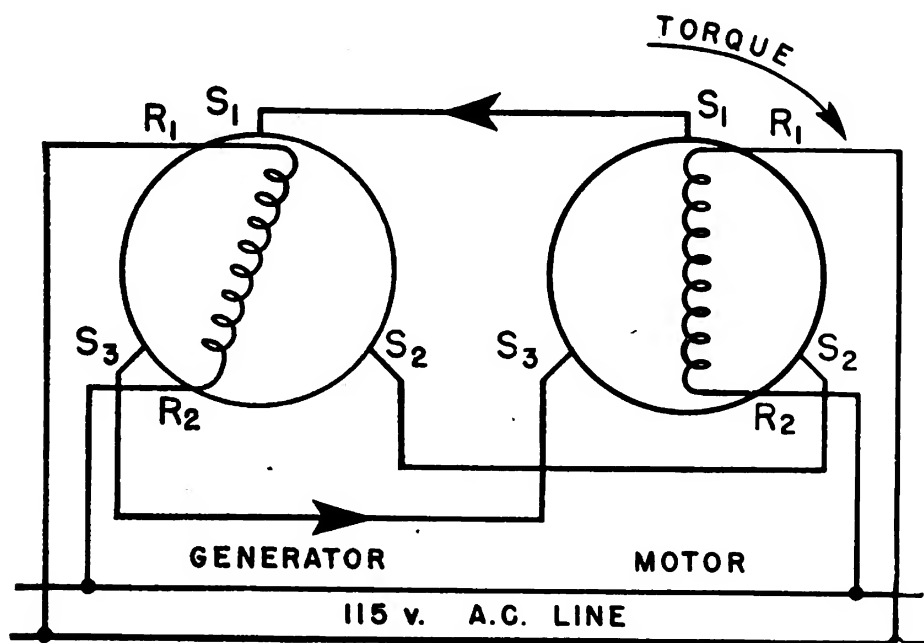 TORQUE
S₁
S₁
R₁
R₁
S₃
S₂
S₃
S₂
R₂
R₂
GENERATOR
MOTOR
115 v. A.C. LINE